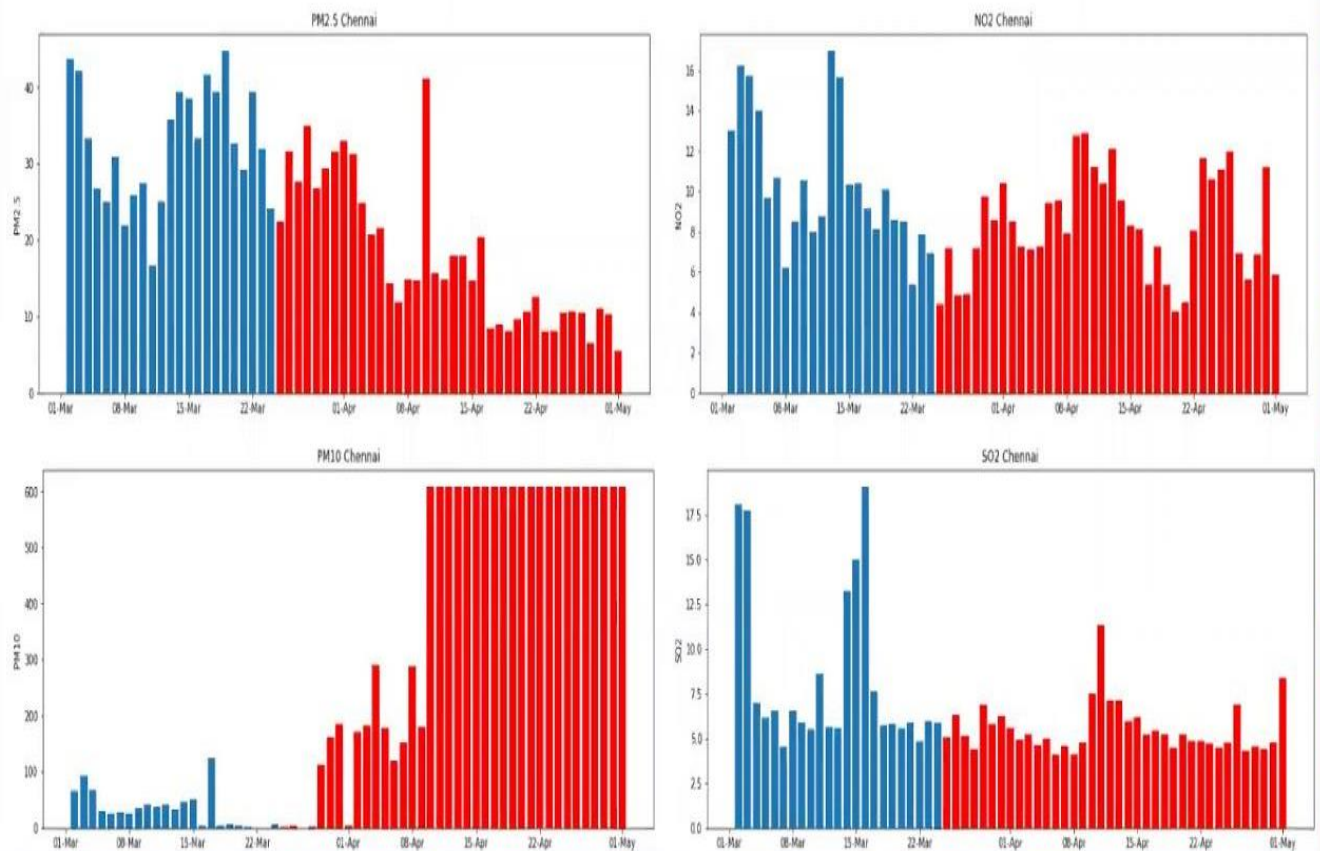 PM2.5 Chennai
40
30
20
10
0
PM2.5
01-Mar 08-Mar 15-Mar 22-Mar 01-Apr 08-Apr 15-Apr 22-Apr 01-May
NO2 Chennai
16
14
12
10
8
6
4
2
0
NO2
01-Mar 08-Mar 15-Mar 22-Mar 01-Apr 08-Apr 15-Apr 22-Apr 01-May
PM10 Chennai
600
500
400
300
200
100
0
PM10
01-Mar 08-Mar 15-Mar 22-Mar 01-Apr 08-Apr 15-Apr 22-Apr 01-May
SO2 Chennai
17.5
15.0
12.5
10.0
7.5
5.0
2.5
0.0
SO2
01-Mar 08-Mar 15-Mar 22-Mar 01-Apr 08-Apr 15-Apr 22-Apr 01-May